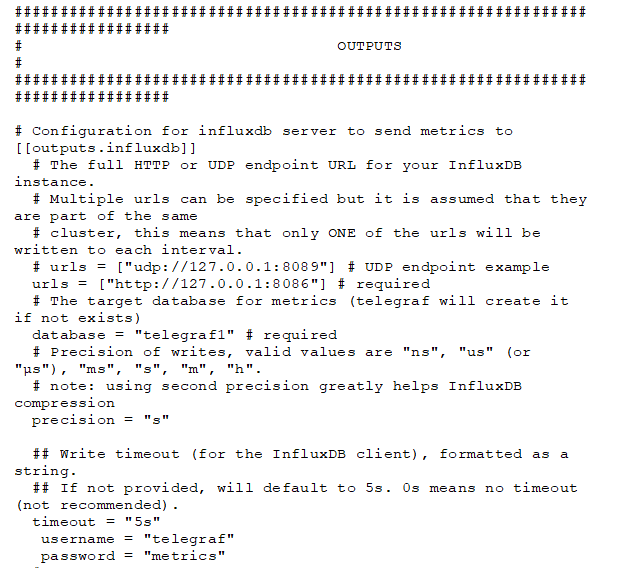 ###############################################################
#################
#                                   OUTPUTS
#
###############################################################
#################

# Configuration for influxdb server to send metrics to
[[outputs.influxdb]]
  # The full HTTP or UDP endpoint URL for your InfluxDB
instance.
  # Multiple urls can be specified but it is assumed that they
are part of the same
  # cluster, this means that only ONE of the urls will be
written to each interval.
  # urls = ["udp://127.0.0.1:8089"] # UDP endpoint example
  urls = ["http://127.0.0.1:8086"] # required
  # The target database for metrics (telegraf will create it
if not exists)
  database = "telegraf1" # required
  # Precision of writes, valid values are "ns", "us" (or
"µs"), "ms", "s", "m", "h".
  # note: using second precision greatly helps InfluxDB
compression
  precision = "s"

  ## Write timeout (for the InfluxDB client), formatted as a
string.
  ## If not provided, will default to 5s. 0s means no timeout
(not recommended).
  timeout = "5s"
   username = "telegraf"
   password = "metrics"